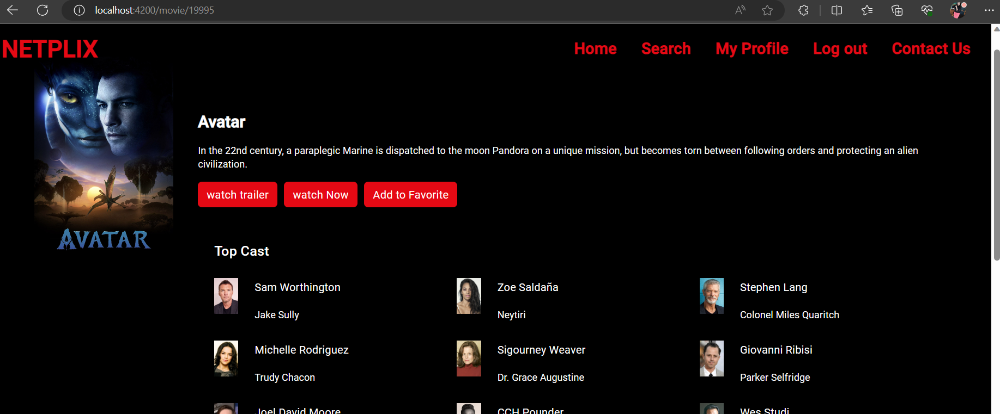 localhost:4200/movie/19995
NETPLIX
Home Search My Profile Log out Contact Us
AVATAR
Avatar
In the 22nd century, a paraplegic Marine is dispatched to the moon Pandora on a unique mission, but becomes torn between following orders and protecting an alien
civilization.
watch trailer watch Now Add to Favorite
Top Cast
Sam Worthington Zoe Saldaña Stephen Lang
Jake Sully Neytiri Colonel Miles Quaritch
Michelle Rodriguez Sigourney Weaver Giovanni Ribisi
Trudy Chacon Dr. Grace Augustine Parker Selfridge
Joel David Moore CCH Pounder Wes Studi